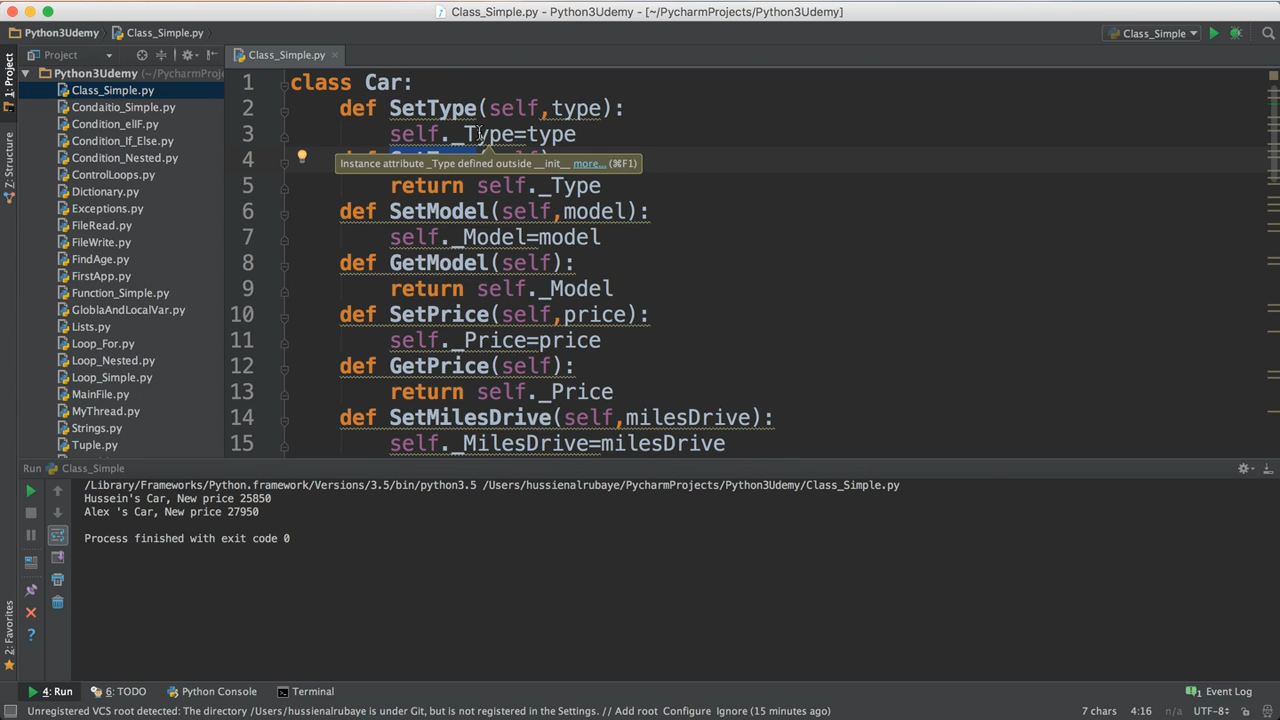 Class_Simple.py - Python3Udemy - [~/PycharmProjects/Python3Udemy]
Python3Udemy Class_Simple.py Class_Simple
Project Class_Simple.py
1: Project
Z: Structure
2: Favorites
Python3Udemy (~/PycharmProj
Class_Simple.py
Condaitio_Simple.py
Condition_elIF.py
Condition_If_Else.py
Condition_Nested.py
ControlLoops.py
Dictionary.py
Exceptions.py
FileRead.py
FileWrite.py
FindAge.py
FirstApp.py
Function_Simple.py
GloblaAndLocalVar.py
Lists.py
Loop_For.py
Loop_Nested.py
Loop_Simple.py
MainFile.py
MyThread.py
Strings.py
Tuple.py
1 class Car:
2 def SetType(self,type):
3 self._Type=type
4 def
Instance attribute _Type defined outside __init__ more... (⌘F1)
5 return self._Type
6 def SetModel(self,model):
7 self._Model=model
8 def GetModel(self):
9 return self._Model
10 def SetPrice(self,price):
11 self._Price=price
12 def GetPrice(self):
13 return self._Price
14 def SetMilesDrive(self,milesDrive):
15 self._MilesDrive=milesDrive
Run Class_Simple
/Library/Frameworks/Python.framework/Versions/3.5/bin/python3.5 /Users/hussienalrubaye/PycharmProjects/Python3Udemy/Class_Simple.py
Hussein's Car, New price 25850
Alex 's Car, New price 27950
Process finished with exit code 0
4: Run 6: TODO Python Console Terminal 1 Event Log
Unregistered VCS root detected: The directory /Users/hussienalrubaye is under Git, but is not registered in the Settings. // Add root Configure Ignore (15 minutes ago) 7 chars 4:16 n/a UTF-8